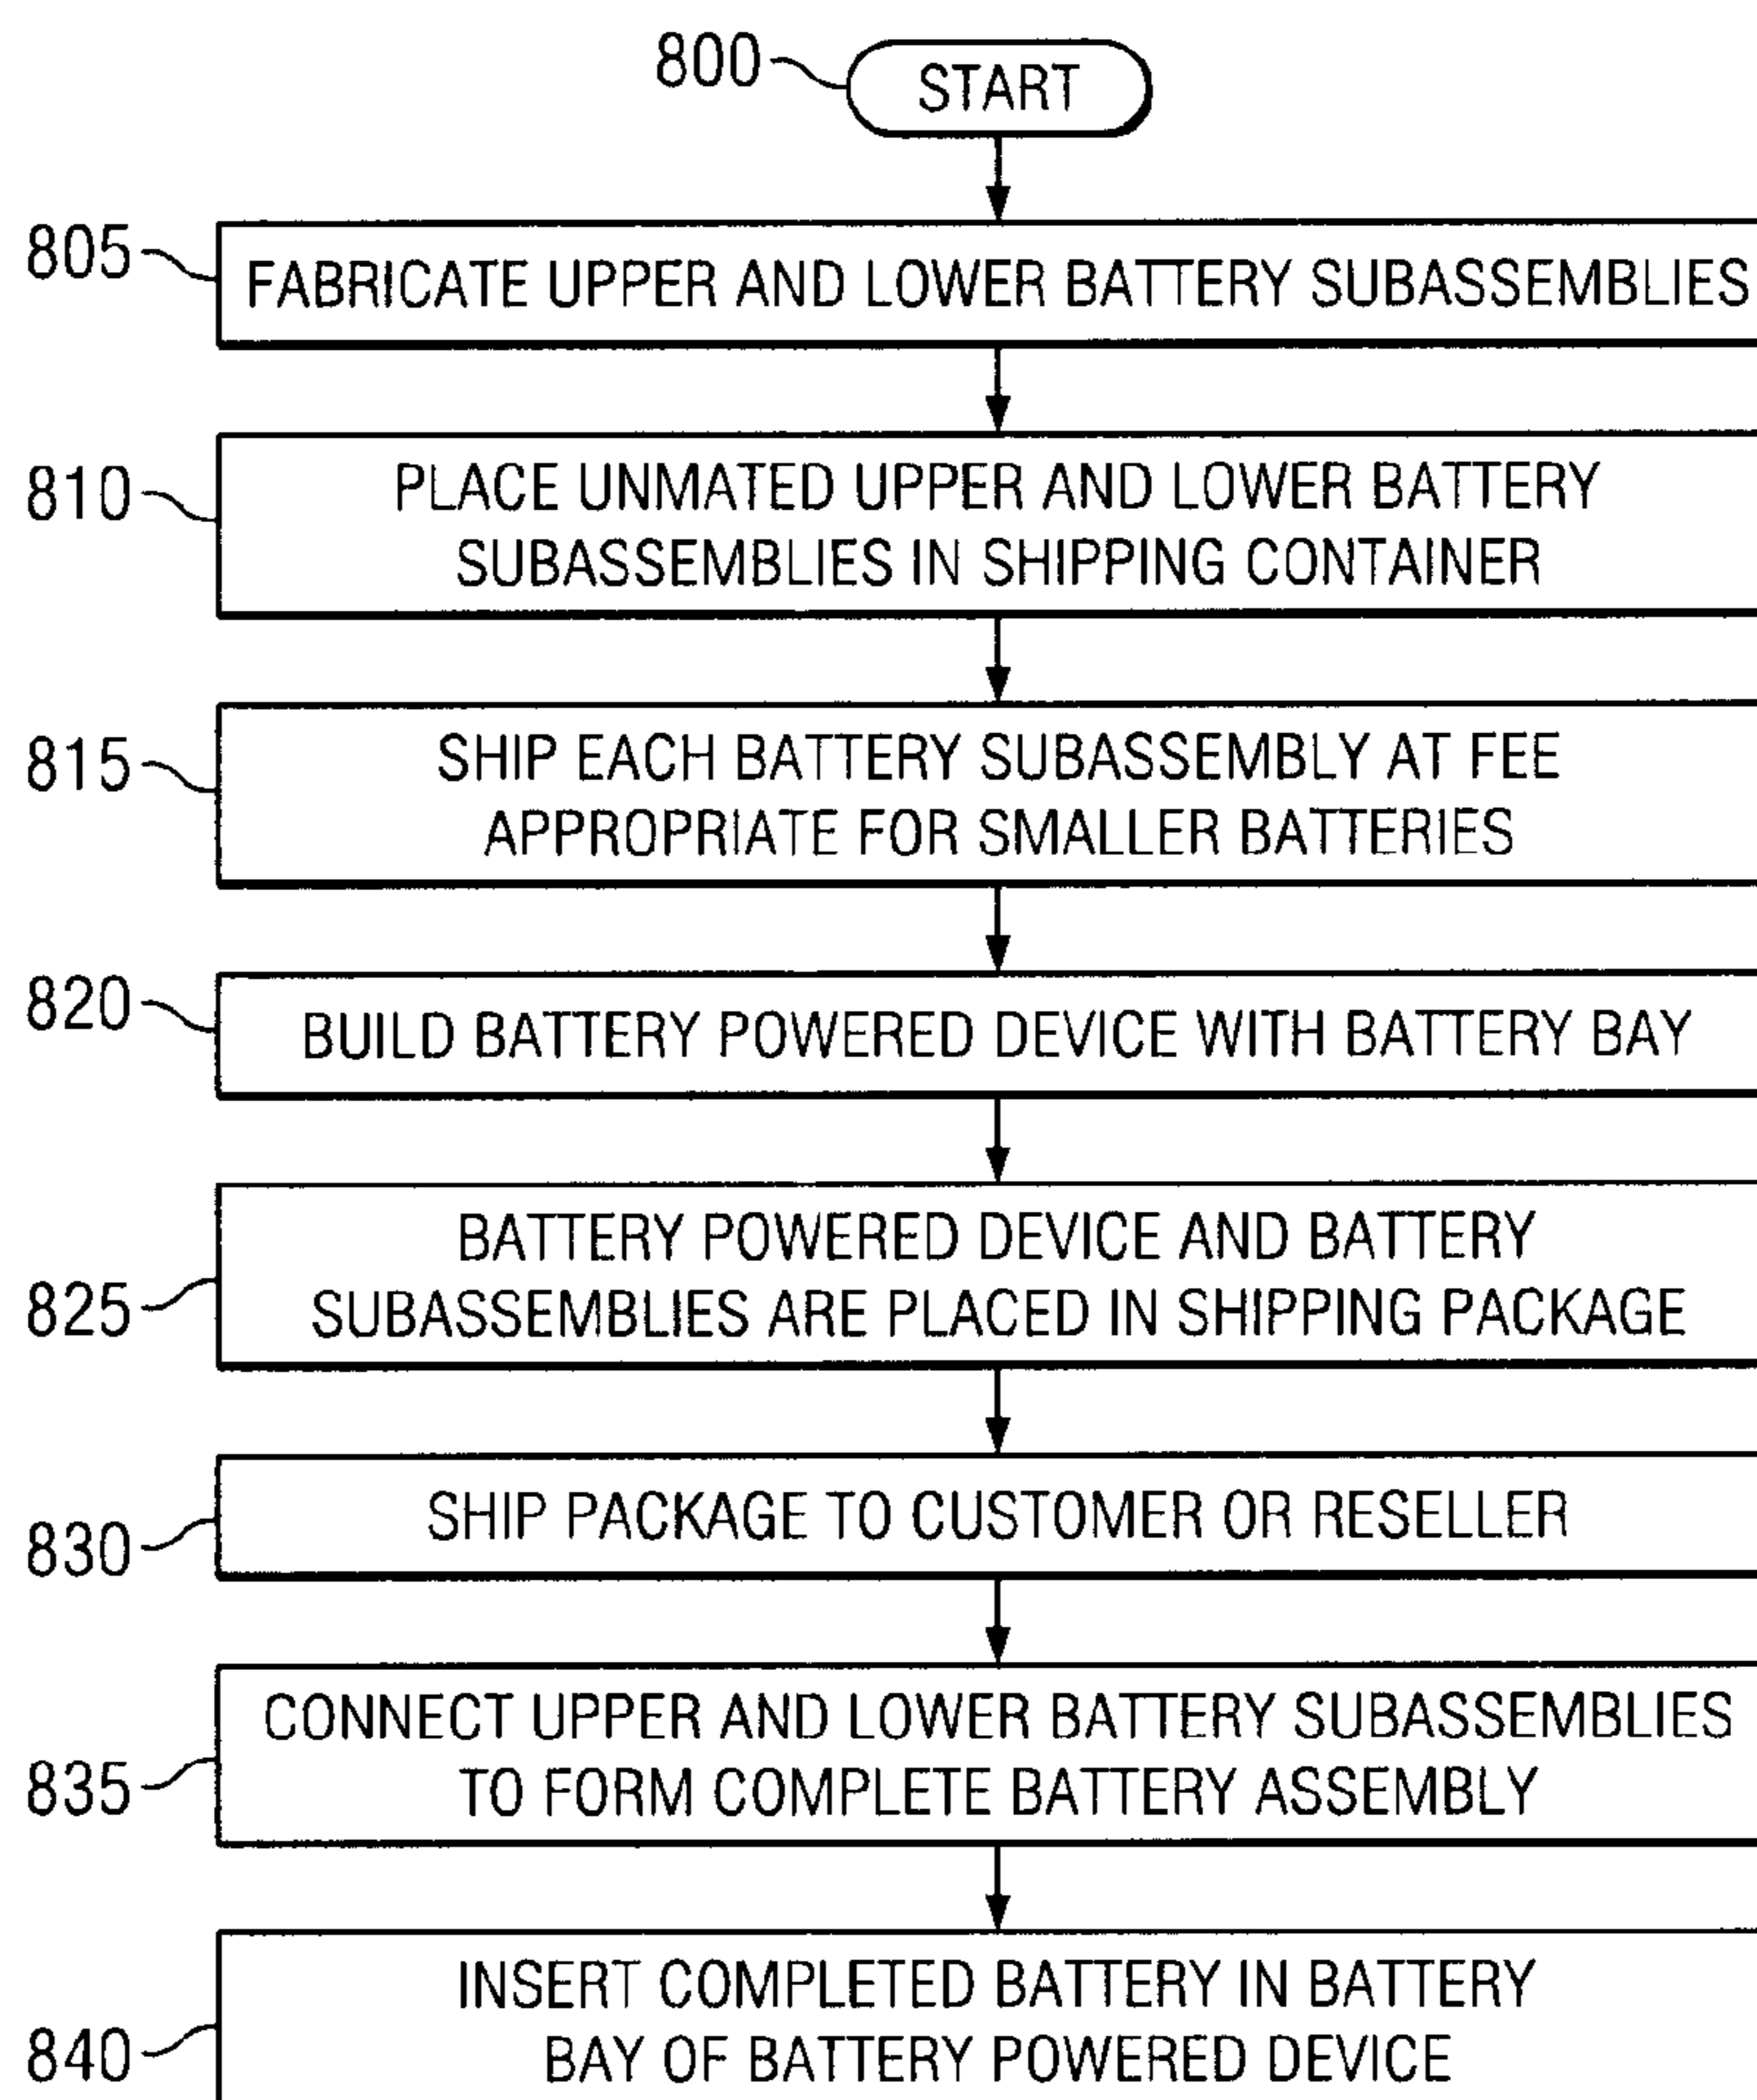 800
START
805
FABRICATE UPPER AND LOWER BATTERY SUBASSEMBLIES
810
PLACE UNMATED UPPER AND LOWER BATTERY
SUBASSEMBLIES IN SHIPPING CONTAINER
815
SHIP EACH BATTERY SUBASSEMBLY AT FEE
APPROPRIATE FOR SMALLER BATTERIES
820
BUILD BATTERY POWERED DEVICE WITH BATTERY BAY
825
BATTERY POWERED DEVICE AND BATTERY
SUBASSEMBLIES ARE PLACED IN SHIPPING PACKAGE
830
SHIP PACKAGE TO CUSTOMER OR RESELLER
835
CONNECT UPPER AND LOWER BATTERY SUBASSEMBLIES
TO FORM COMPLETE BATTERY ASSEMBLY
840
INSERT COMPLETED BATTERY IN BATTERY
BAY OF BATTERY POWERED DEVICE